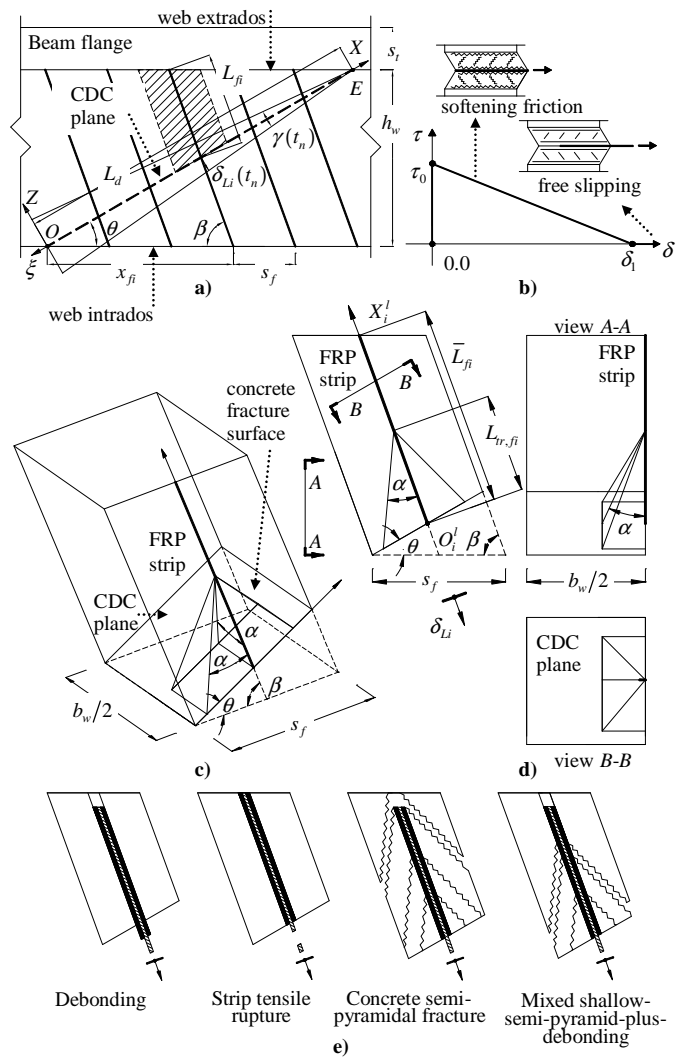 web extrados
Beam flange
X
s_t
L_fi
E
CDC
plane
γ(t_n)
h_w
L_d
δ_Li(t_n)
Z
O
θ
β
ξ
x_fi
s_f
a)
web intrados
softening friction
τ
τ_0
free slipping
0.0
δ_1
δ
b)
concrete
fracture
surface
FRP
strip
CDC
plane
α
α
θ
β
b_w/2
s_f
c)
X_i^l
FRP
strip
L̄_fi
B
B
L_tr,fi
A
A
α
θ
O_i^l
β
s_f
δ_Li
view A-A
FRP
strip
α
b_w/2
CDC
plane
view B-B
d)
Debonding
Strip tensile
rupture
Concrete semi-
pyramidal fracture
Mixed shallow-
semi-pyramid-plus-
debonding
e)